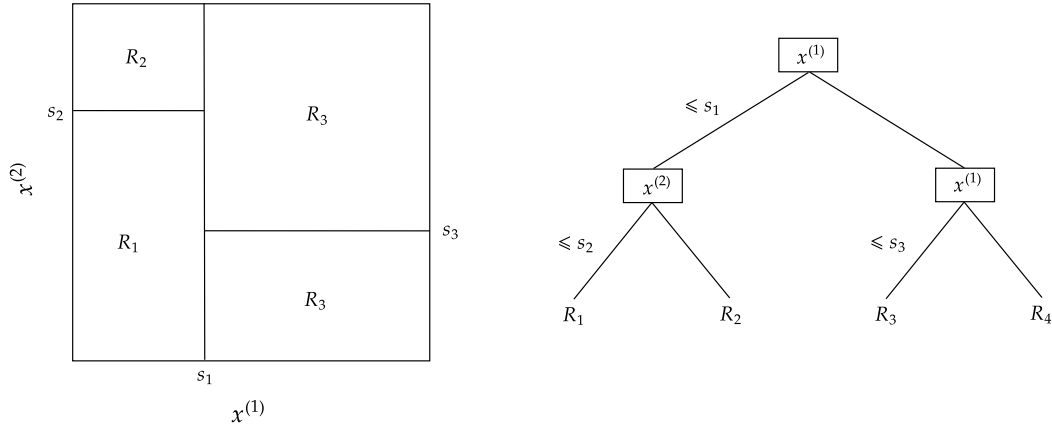 R₂
s₂
R₃
x⁽²⁾
R₁
s₃
R₃
s₁
x⁽¹⁾
x⁽¹⁾
⩽ s₁
x⁽²⁾
x⁽¹⁾
⩽ s₂
⩽ s₃
R₁
R₂
R₃
R₄